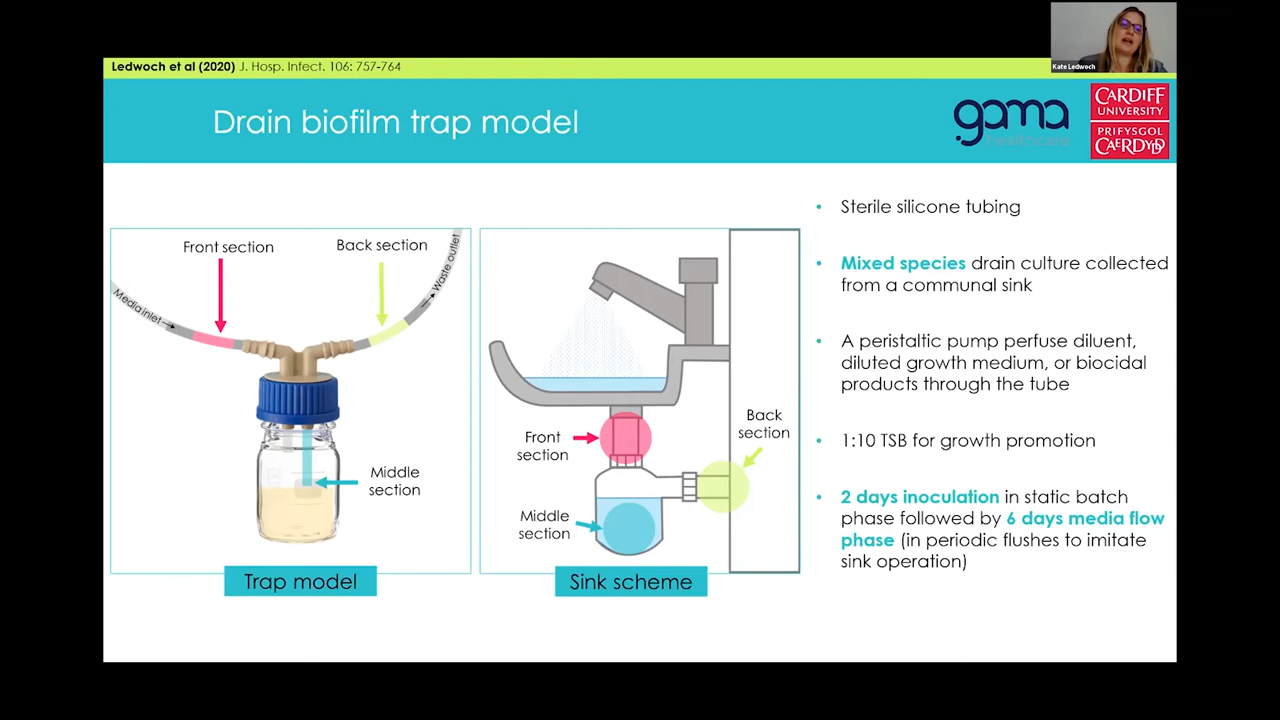 Kate Ledwoch
Ledwoch et al (2020) J. Hosp. Infect. 106: 757-764
Drain biofilm trap model
gama
healthcare
CARDIFF
UNIVERSITY
PRIFYSGOL
CAERDYDD
Front section
Back section
Media inlet
Waste outlet
Middle
section
Trap model
Front
section
Back
section
Middle
section
Sink scheme
• Sterile silicone tubing
• Mixed species drain culture collected
from a communal sink
• A peristaltic pump perfuse diluent,
diluted growth medium, or biocidal
products through the tube
• 1:10 TSB for growth promotion
• 2 days inoculation in static batch
phase followed by 6 days media flow
phase (in periodic flushes to imitate
sink operation)